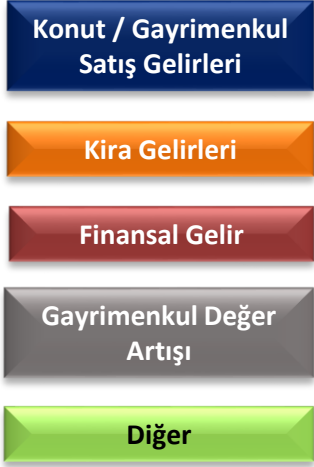 Konut / Gayrimenkul
Satış Gelirleri
Kira Gelirleri
Finansal Gelir
Gayrimenkul Değer
Artışı
Diğer